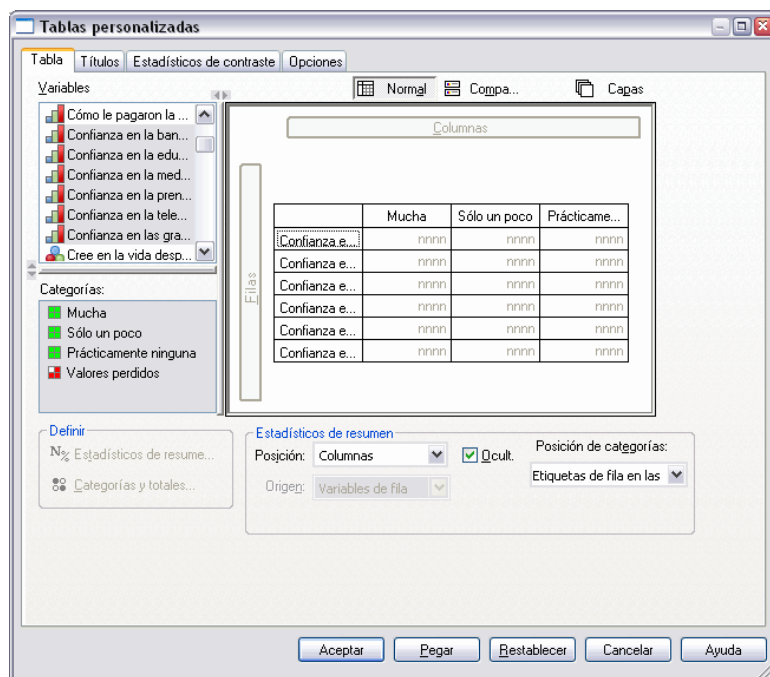 Tablas personalizadas
Tabla Títulos Estadísticos de contraste Opciones
Variables
Normal Compa... Capas
Cómo le pagaron la ...
Confianza en la ban...
Confianza en la edu...
Confianza en la med...
Confianza en la pren...
Confianza en la tele...
Confianza en las gra...
Cree en la vida desp...
Columnas
Filas
Mucha Sólo un poco Prácticame...
Confianza e... nnnn nnnn nnnn
Confianza e... nnnn nnnn nnnn
Confianza e... nnnn nnnn nnnn
Confianza e... nnnn nnnn nnnn
Confianza e... nnnn nnnn nnnn
Confianza e... nnnn nnnn nnnn
Categorías:
Mucha
Sólo un poco
Prácticamente ninguna
Valores perdidos
Definir
N% Estadísticos de resume...
Categorías y totales...
Estadísticos de resumen
Posición: Columnas
Ocult.
Origen: Variables de fila
Posición de categorías:
Etiquetas de fila en las
Aceptar Pegar Restablecer Cancelar Ayuda